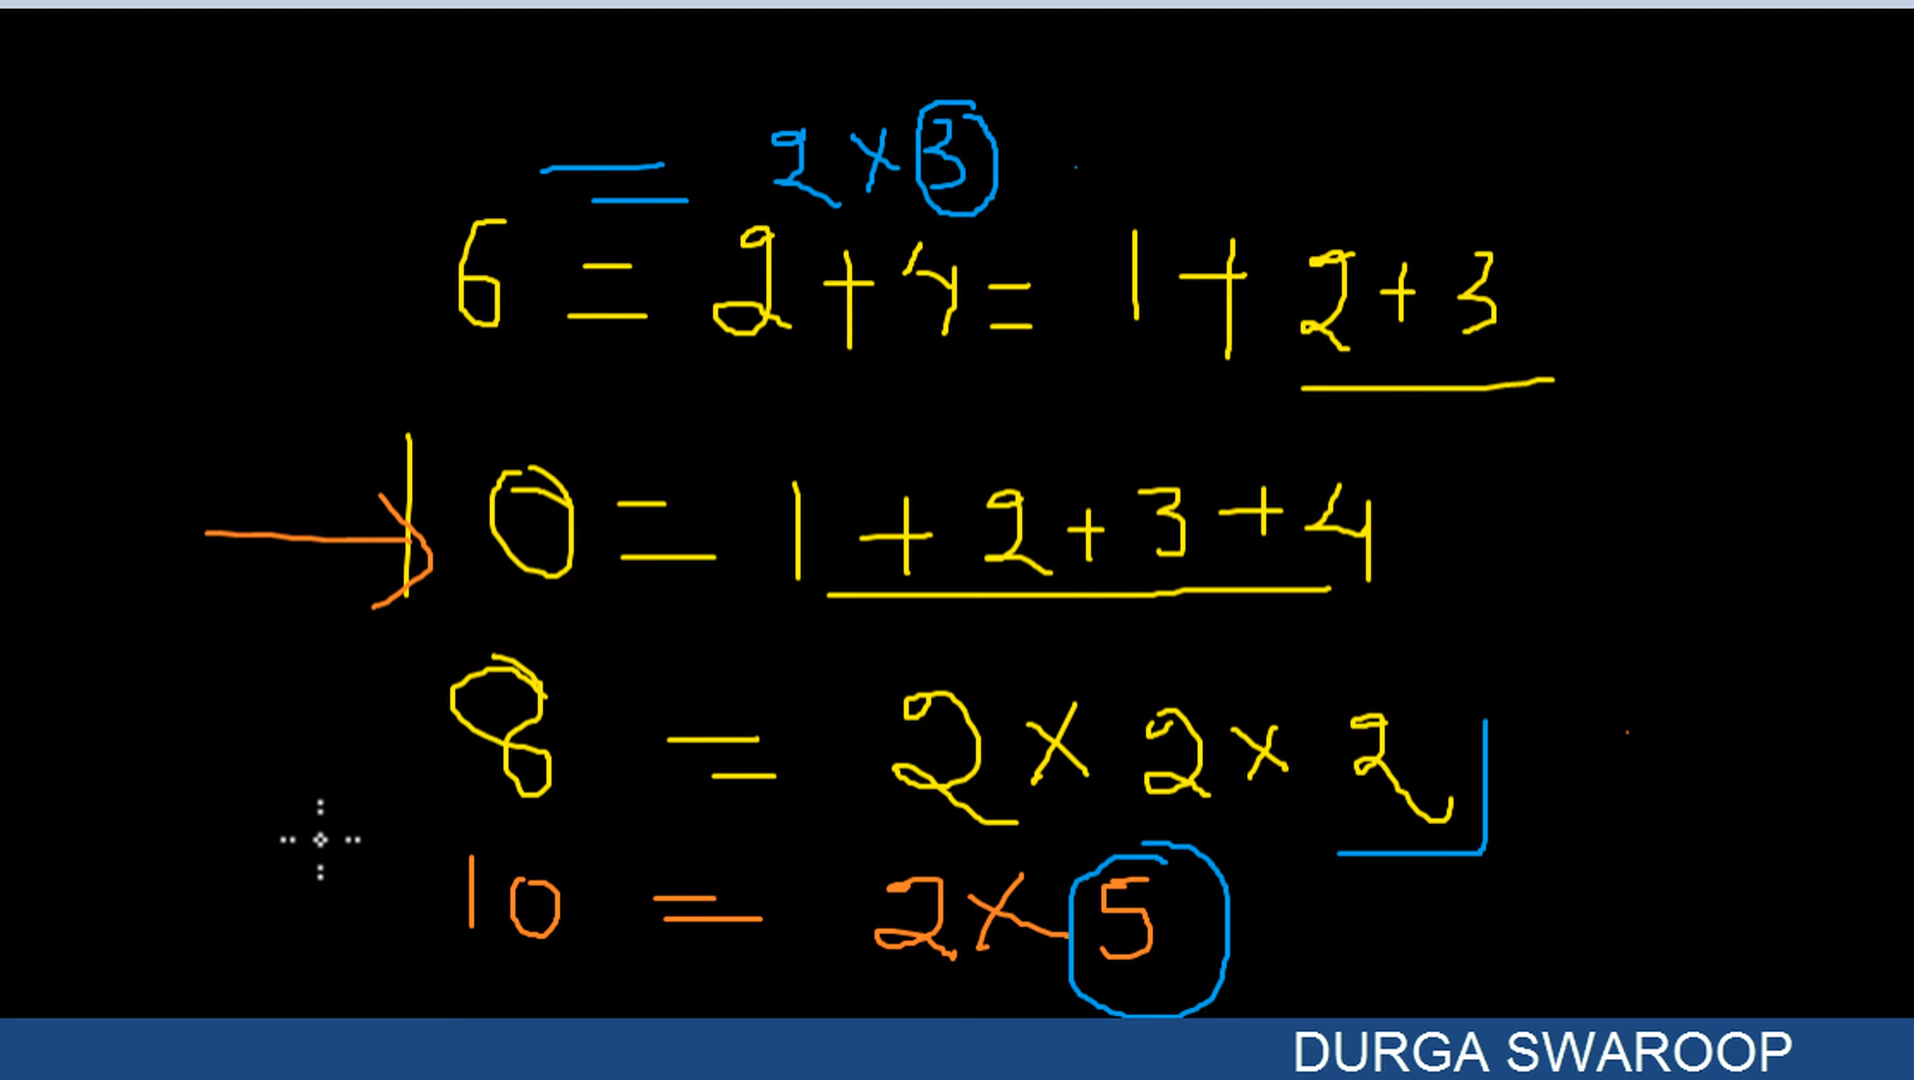 = 2 × 3
6 = 2 + 4 = 1 + 2 + 3
10 = 1 + 2 + 3 + 4
8 = 2 × 2 × 2
10 = 2 × 5
DURGA SWAROOP